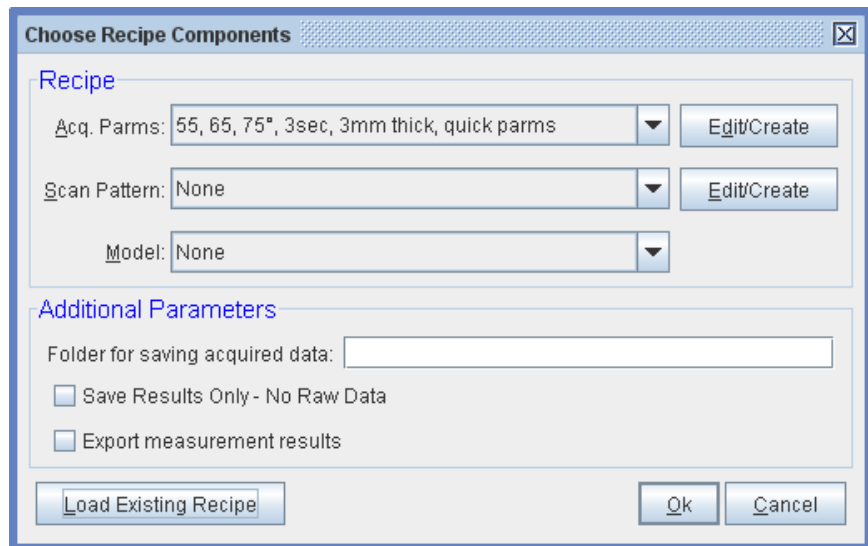 Choose Recipe Components
Recipe
Acq. Parms: 55, 65, 75°, 3sec, 3mm thick, quick parms Edit/Create
Scan Pattern: None Edit/Create
Model: None
Additional Parameters
Folder for saving acquired data:
Save Results Only - No Raw Data
Export measurement results
Load Existing Recipe Ok Cancel